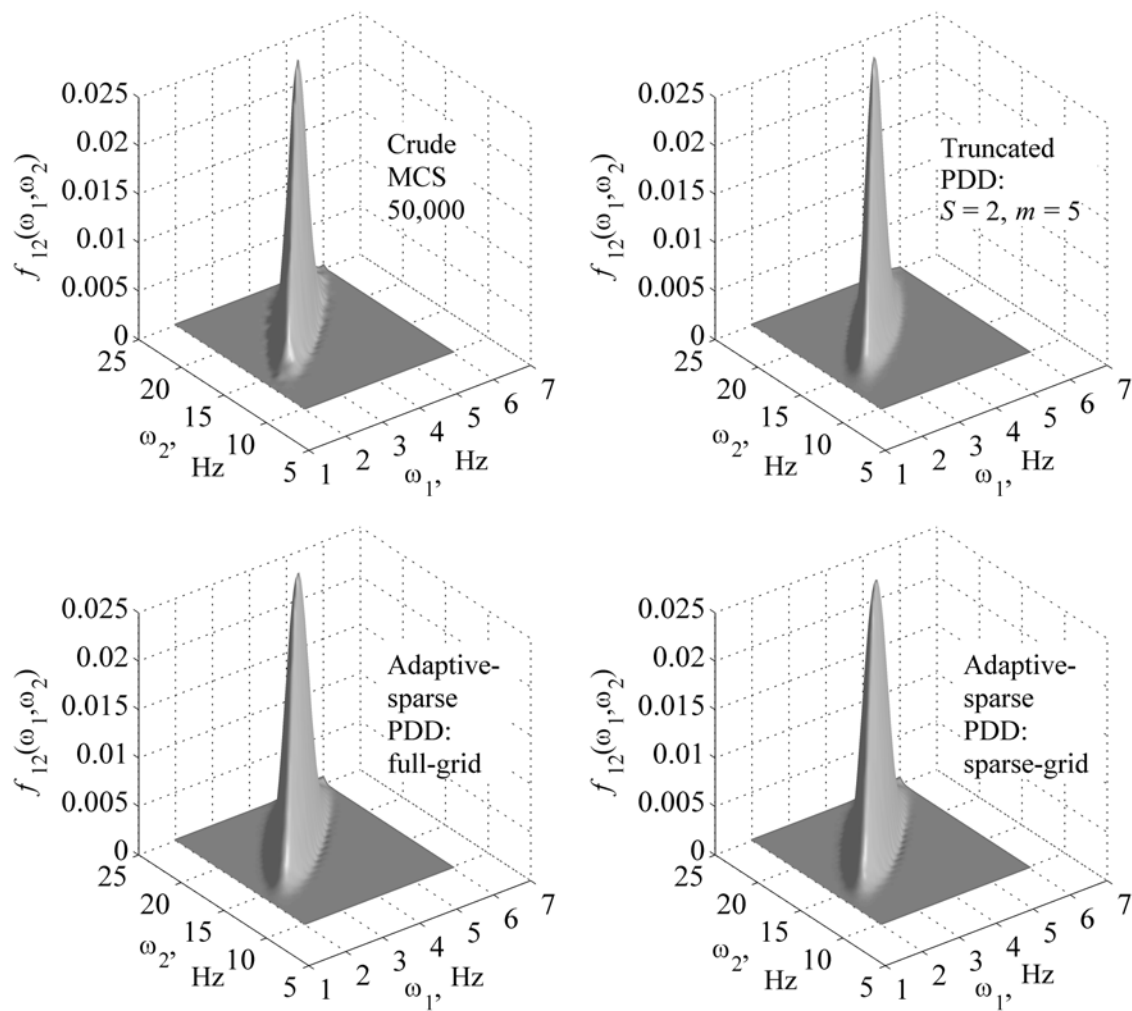 0.025
0.02
0.015
0.01
0.005
0
f12(ω1,ω2)
25
20
15
10
5
ω2,
Hz
1
2
3
4
5
6
7
ω1,
Hz
Crude
MCS
50,000
0.025
0.02
0.015
0.01
0.005
0
f12(ω1,ω2)
25
20
15
10
5
ω2,
Hz
1
2
3
4
5
6
7
ω1,
Hz
Truncated
PDD:
S = 2, m = 5
0.025
0.02
0.015
0.01
0.005
0
f12(ω1,ω2)
25
20
15
10
5
ω2,
Hz
1
2
3
4
5
6
7
ω1,
Hz
Adaptive-
sparse
PDD:
full-grid
0.025
0.02
0.015
0.01
0.005
0
f12(ω1,ω2)
25
20
15
10
5
ω2,
Hz
1
2
3
4
5
6
7
ω1,
Hz
Adaptive-
sparse
PDD:
sparse-grid